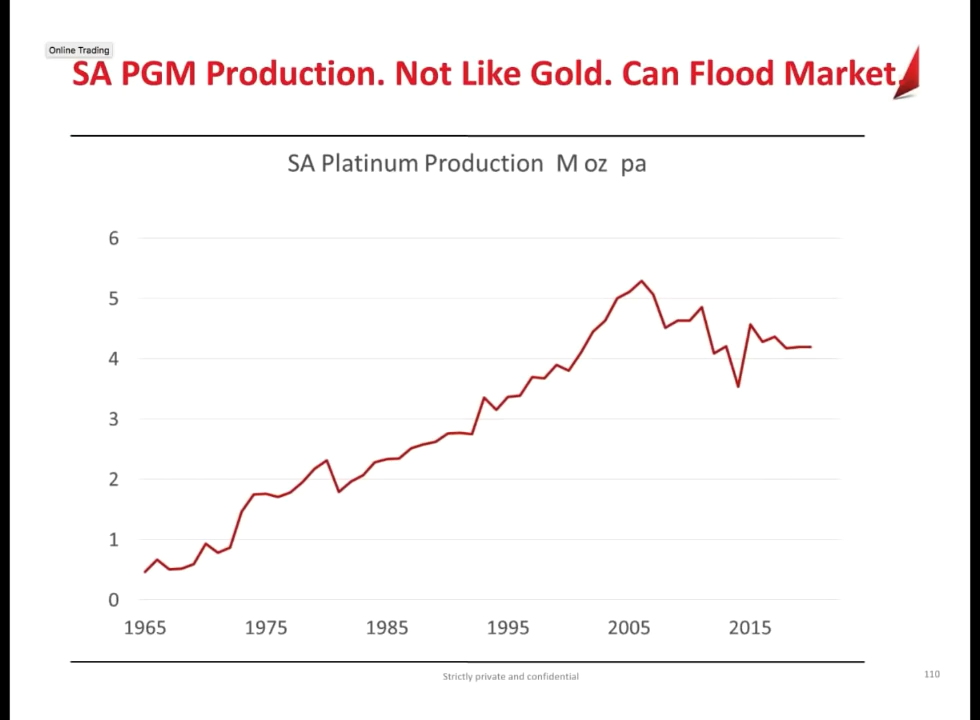 Online Trading
SA PGM Production. Not Like Gold. Can Flood Market.
SA Platinum Production M oz pa
6
5
4
3
2
1
0
1965 1975 1985 1995 2005 2015
Strictly private and confidential
110